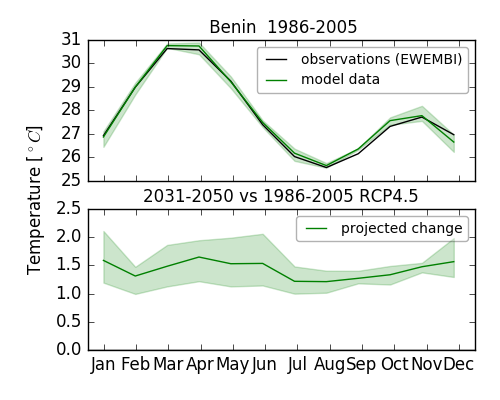 Benin 1986-2005
31
30
29
28
27
26
25
observations (EWEMBI)
model data
Temperature [°C]
2031-2050 vs 1986-2005 RCP4.5
2.5
2.0
1.5
1.0
0.5
0.0
projected change
Jan Feb Mar Apr May Jun Jul Aug Sep Oct Nov Dec